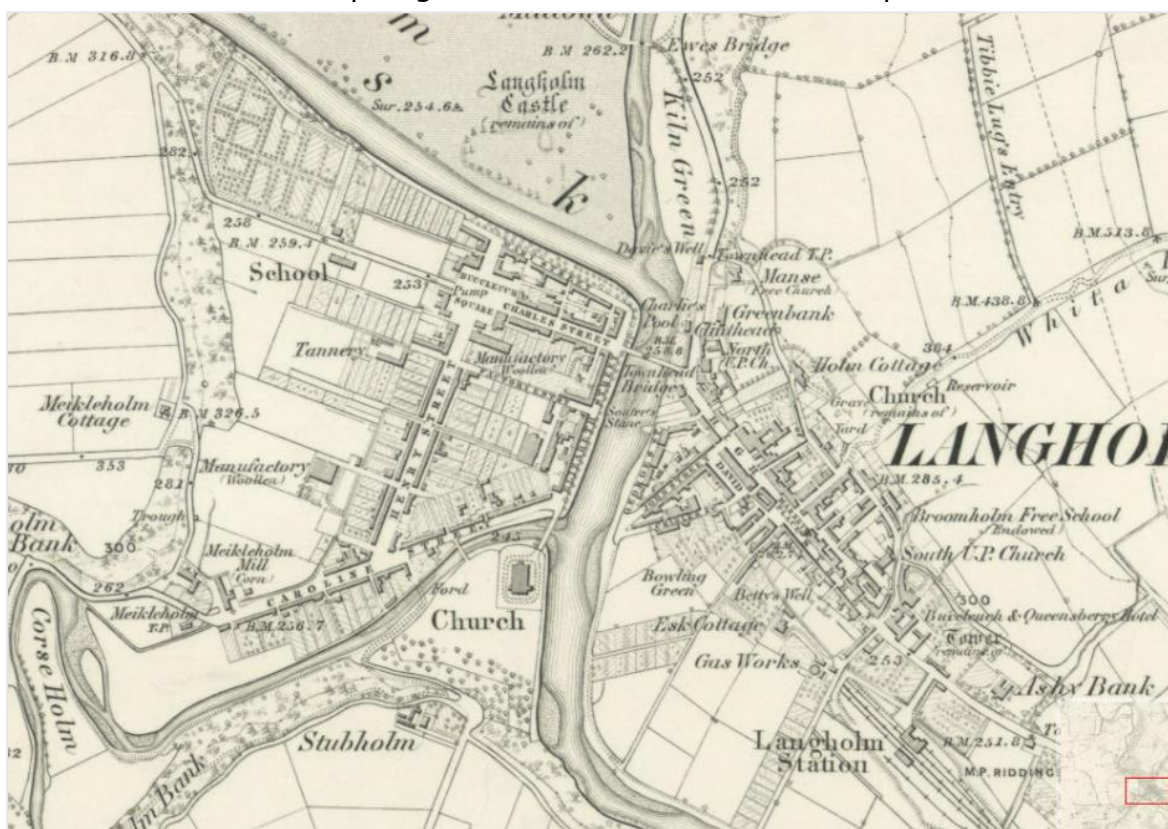 B.M. 316.8
B.M. 262.2
Ewes Bridge
252
s
Sur. 254.6
Langholm
Castle
(remains of)
Kiln Green
Tibbie Lug's Entry
282
k
252
258
B.M. 259.4
School
253
BUCCLEUCH
Pump
SQUARE
CHARLES STREET
Townhead T.P.
Manse
Free Church
B.M. 513.8
B.M. 438.8
Charlie's
Pool
Greenbank
Whita
Tannery
Manufactory
Woollen
North
U.P. Ch.
384
Holm Cottage
Townhead
Bridge
Reservoir
Church
(remains of)
Grave
Yard
Meikleholm
Cottage
B.M. 326.5
HENRY STREET
Souter's
Stane
LANGHOL
353
Manufactory
(Woollen)
281
DAVID
B.M. 285.4
Trough
Broomholm Free School
(Endowed)
olm
Bank
300
245
South U.P. Church
Meikleholm
Mill
(Corn)
262
CAROLINE
Ford
Bowling
Green
Betty's Well
300
Buccleuch & Queensberry Hotel
Meikleholm
T.P.
B.M. 256.7
Church
Esk Cottage
Tower
remains of
Corse Holm
Gas Works
253
Ashy Bank
Stubholm
Langholm
Station
B.M. 251.8
M.P. RIDDING
lm Bank